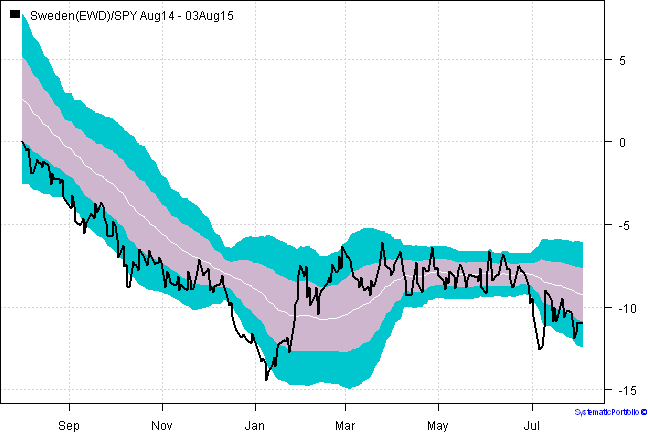 Sweden(EWD)/SPY Aug14 - 03Aug15
5
0
-5
-10
-15
Sep Nov Jan Mar May Jul
SystematicPortfolio ©